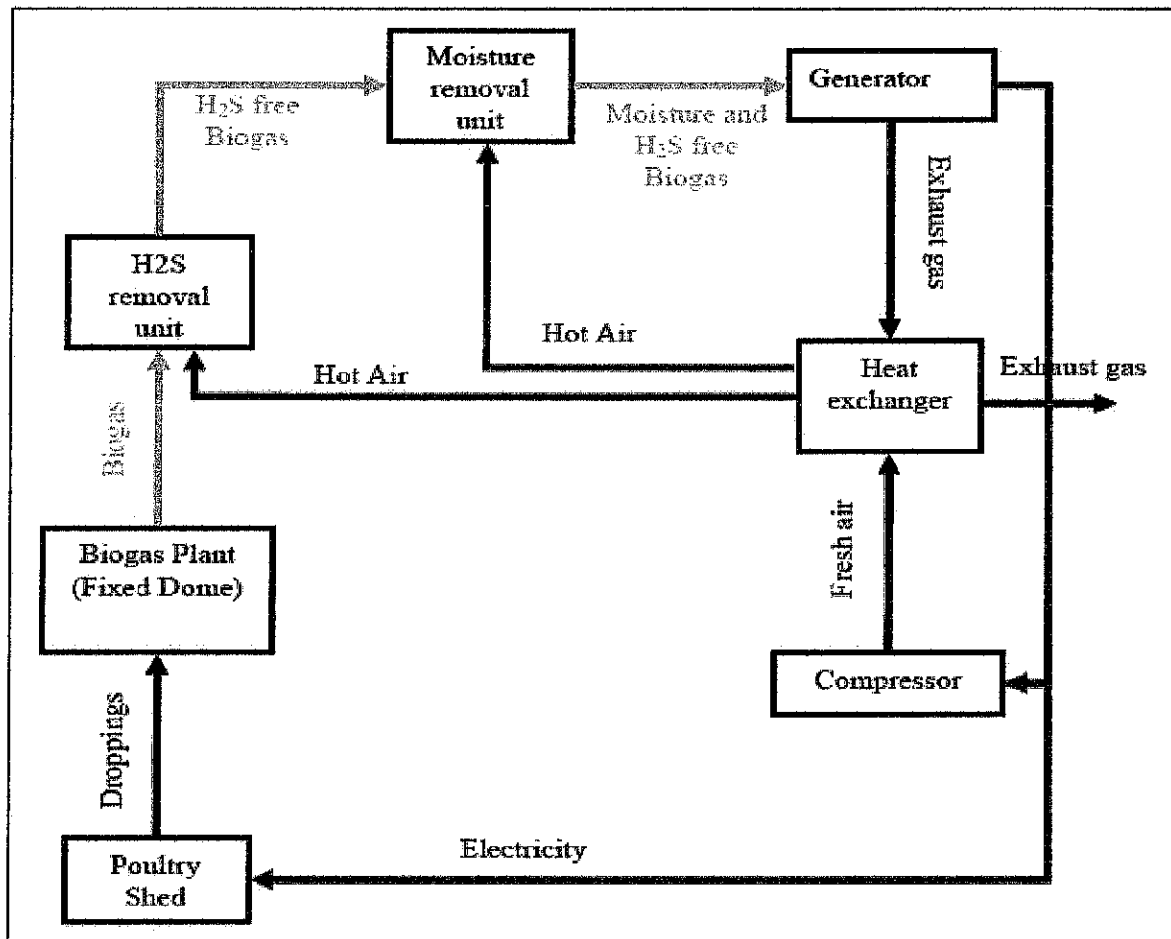 Moisture
removal
unit
Generator
H₂S free
Biogas
Moisture and
H₂S free
Biogas
Exhaust gas
H2S
removal
unit
Hot Air
Hot Air
Heat
exchanger
Exhaust gas
Biogas
Fresh air
Biogas Plant
(Fixed Dome)
Compressor
Droppings
Electricity
Poultry
Shed